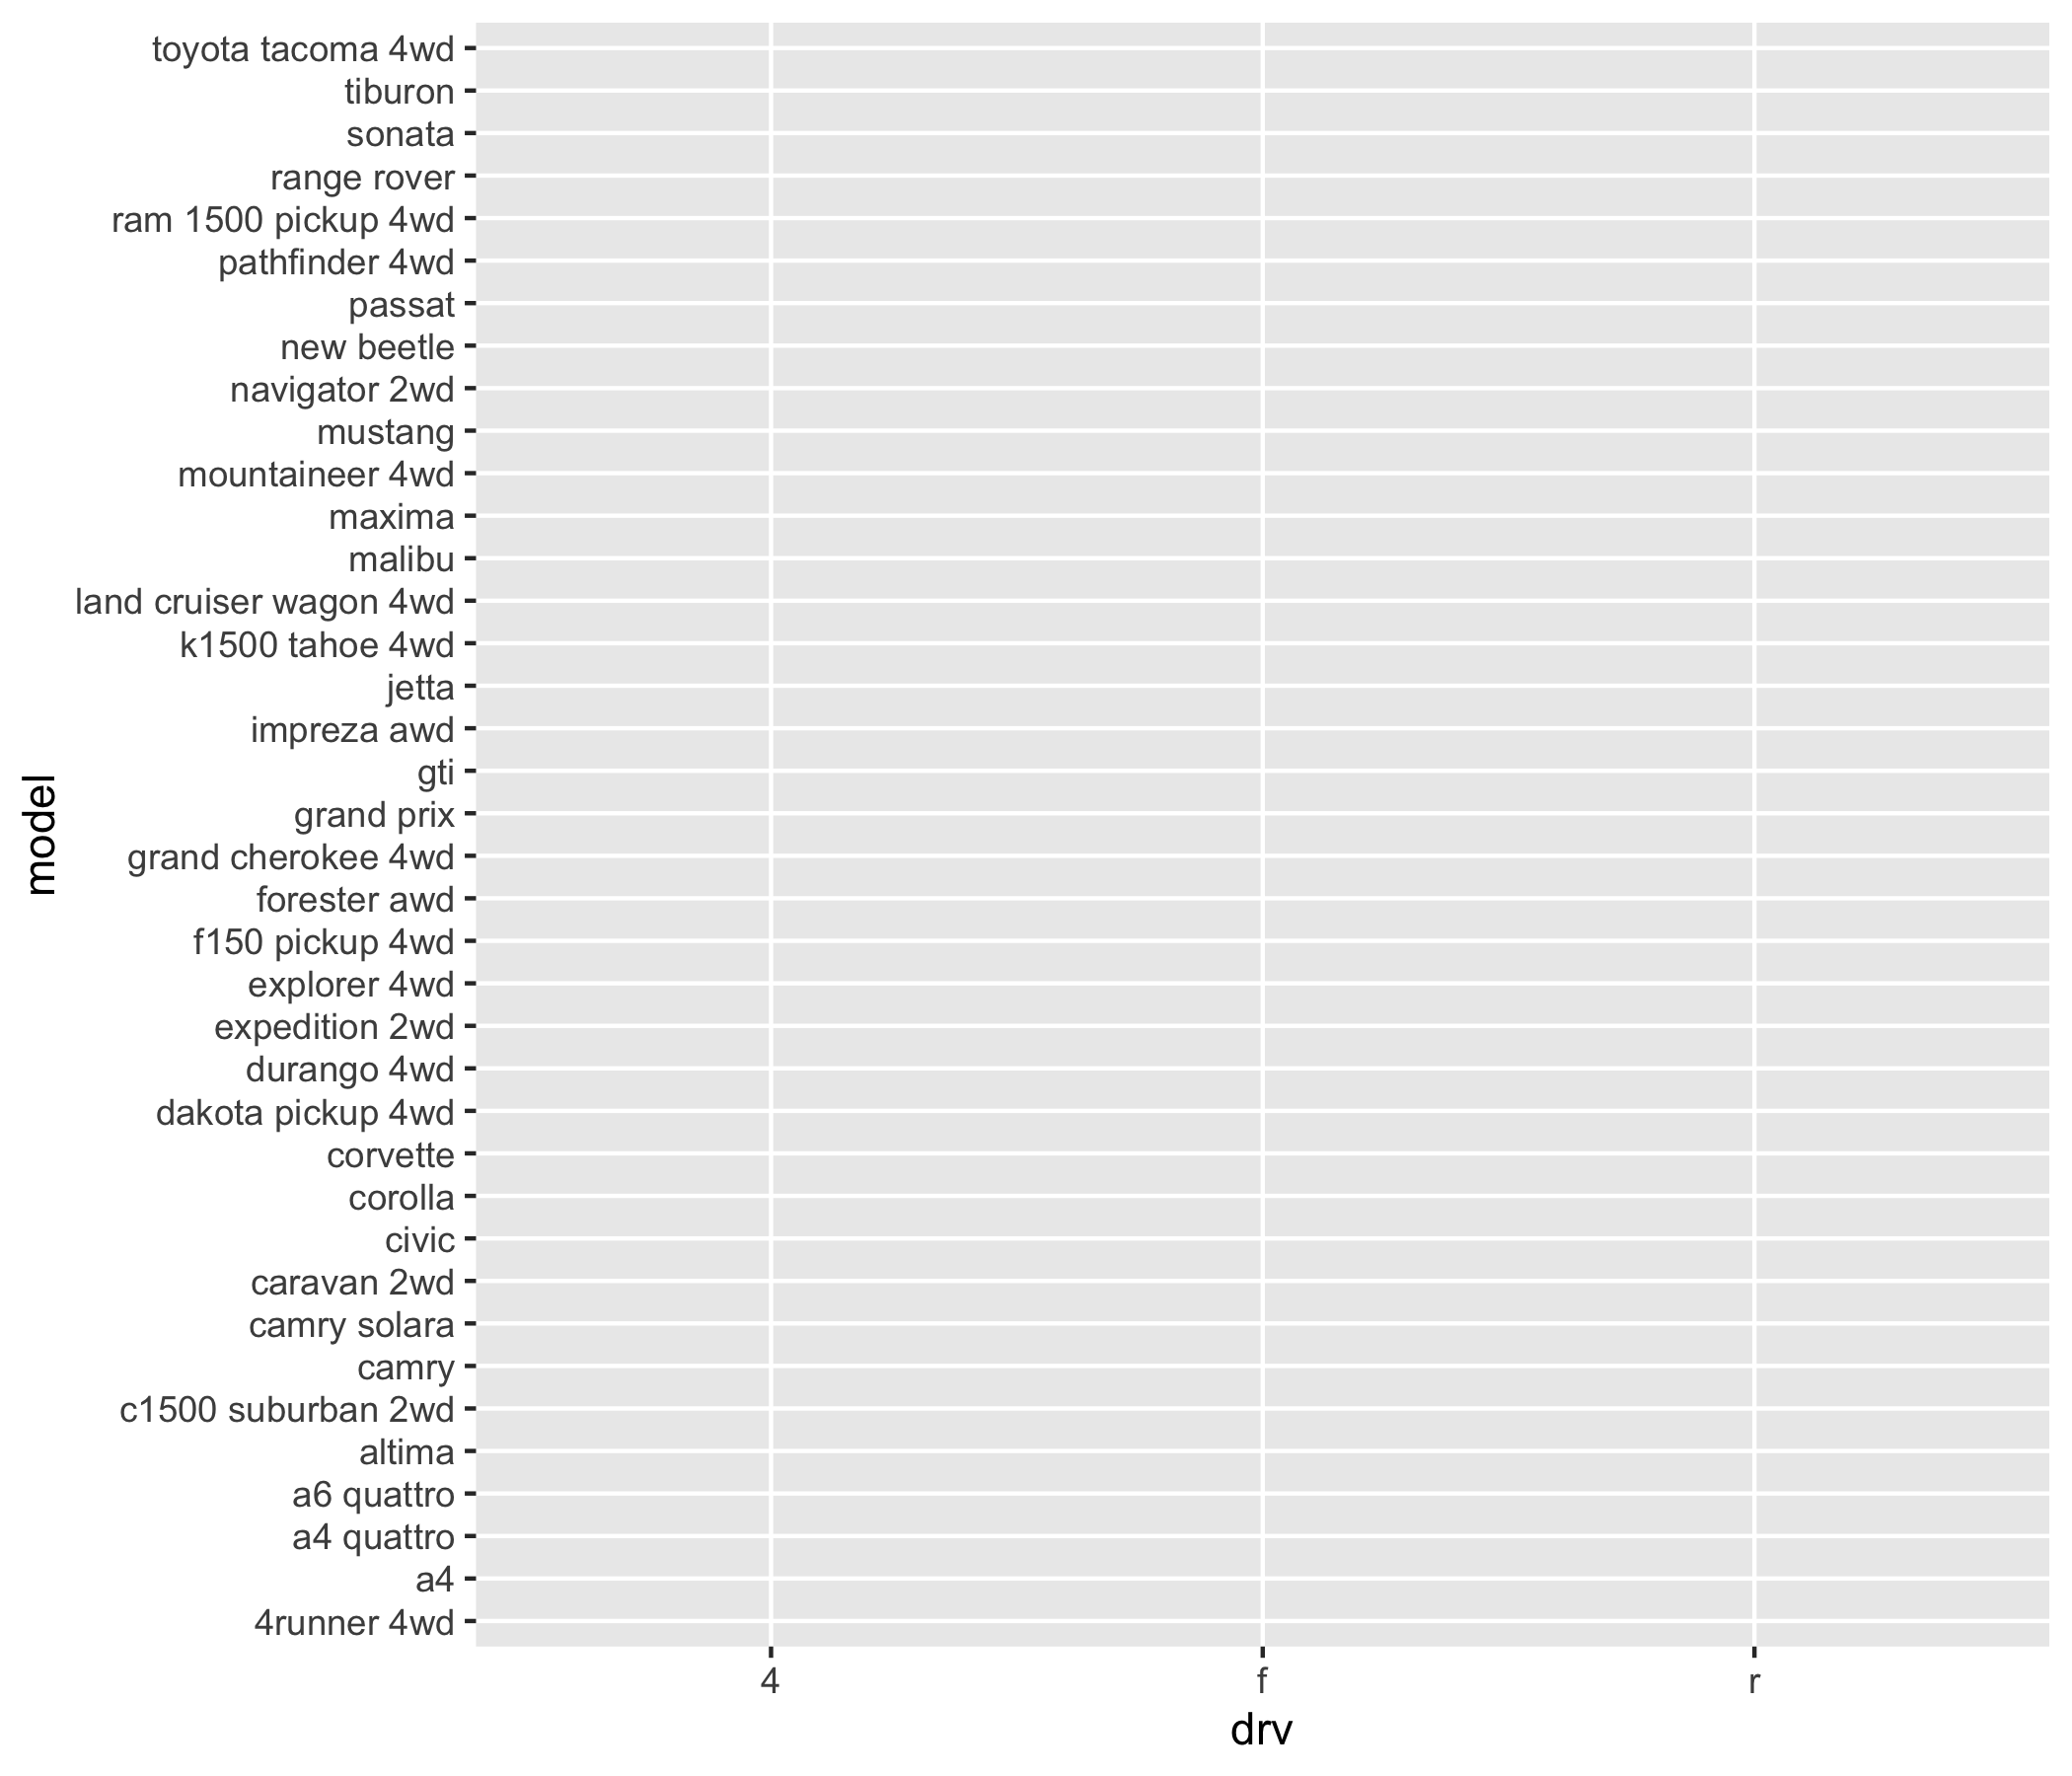 toyota tacoma 4wd
tiburon
sonata
range rover
ram 1500 pickup 4wd
pathfinder 4wd
passat
new beetle
navigator 2wd
mustang
mountaineer 4wd
maxima
malibu
land cruiser wagon 4wd
k1500 tahoe 4wd
jetta
impreza awd
gti
grand prix
grand cherokee 4wd
forester awd
f150 pickup 4wd
explorer 4wd
expedition 2wd
durango 4wd
dakota pickup 4wd
corvette
corolla
civic
caravan 2wd
camry solara
camry
c1500 suburban 2wd
altima
a6 quattro
a4 quattro
a4
4runner 4wd
model
4 f r
drv